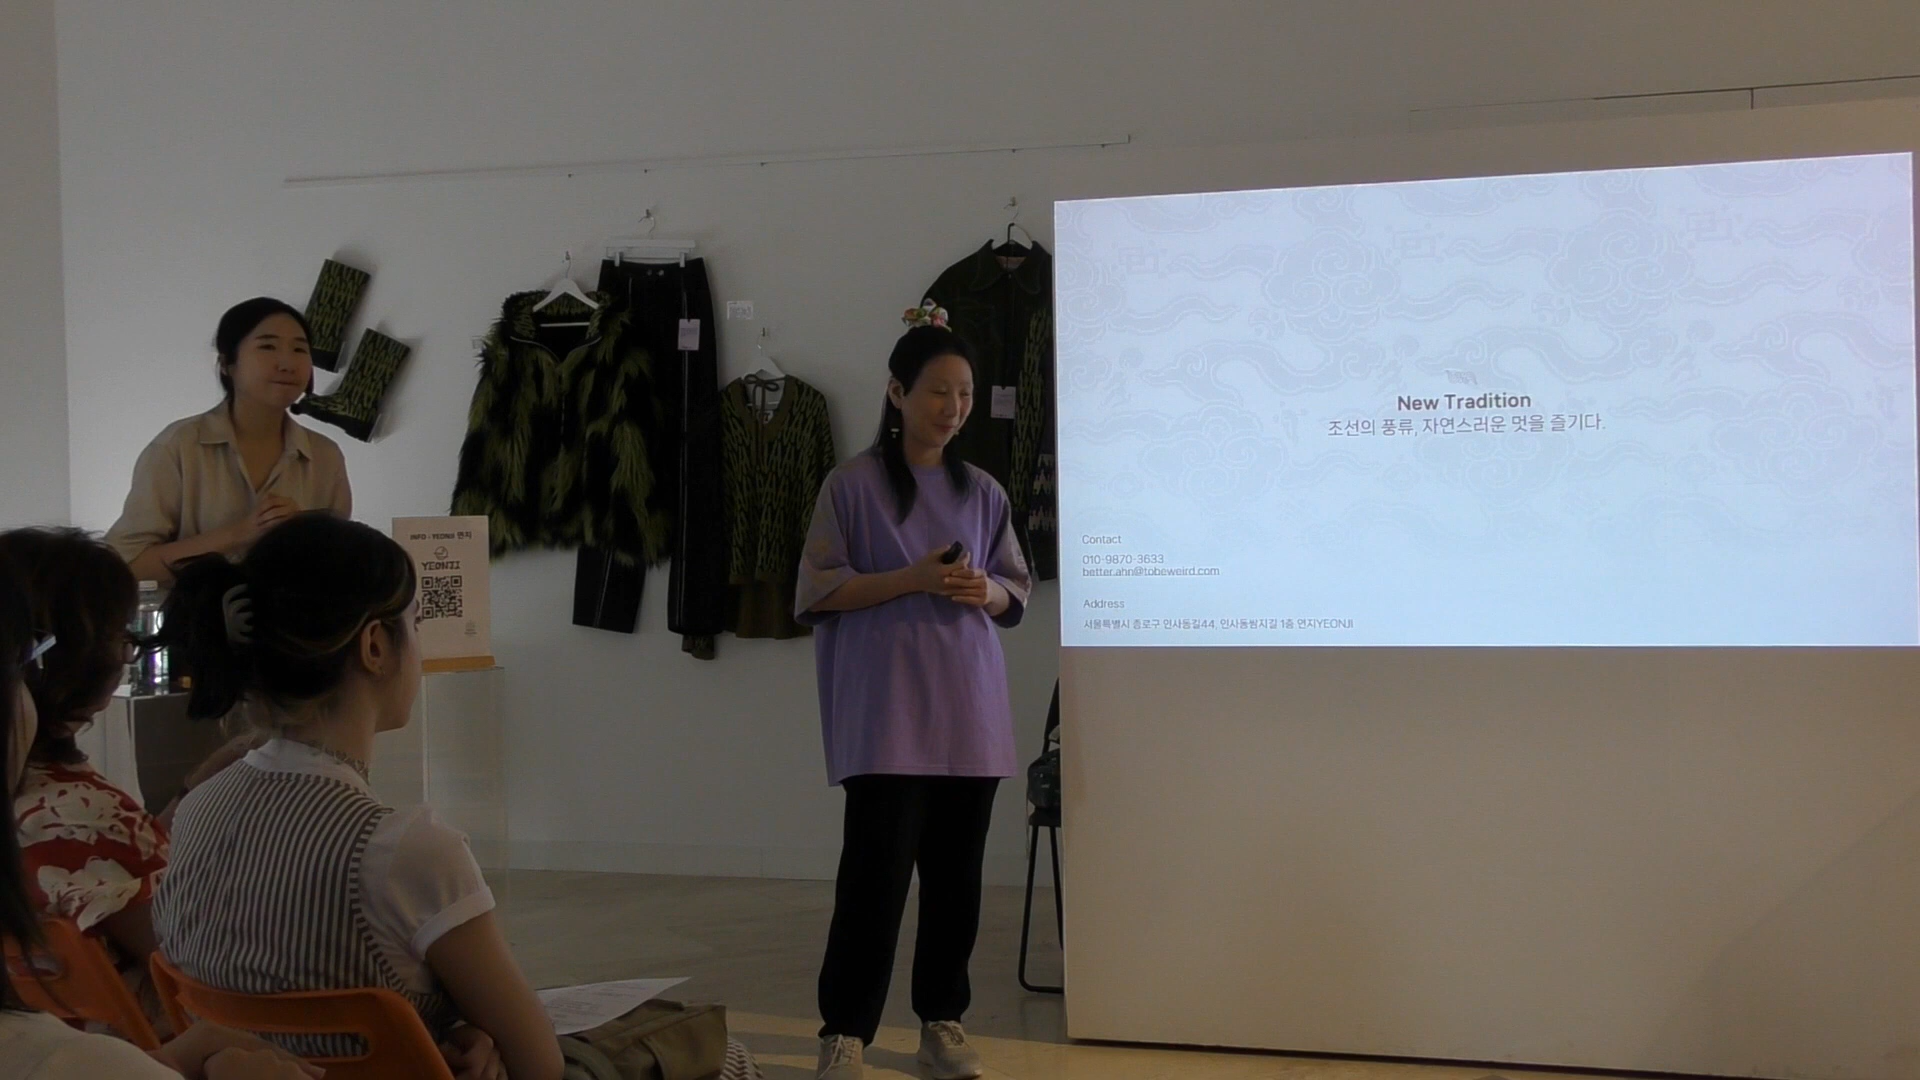 INFO : YEONJI 연지
YEONJI
New Tradition
조선의 풍류, 자연스러운 멋을 즐기다.
Contact
010-9870-3633
better.ahn@tobeweird.com
Address
서울특별시 종로구 인사동길44, 인사동쌈지길 1층 연지YEONJI